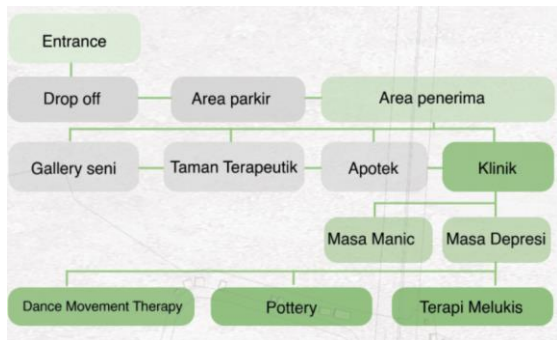 Entrance
Drop off
Area parkir
Area penerima
Gallery seni
Taman Terapeutik
Apotek
Klinik
Masa Manic
Masa Depresi
Dance Movement Therapy
Pottery
Terapi Melukis